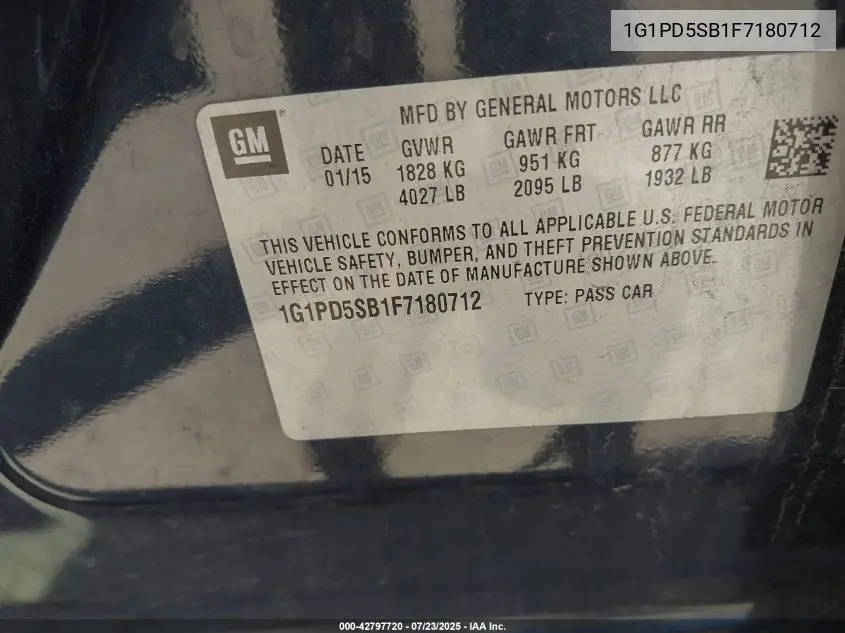 1G1PD5SB1F7180712
MFD BY GENERAL MOTORS LLC
GM
DATE GVWR GAWR FRT GAWR RR
01/15 1828 KG 951 KG 877 KG
4027 LB 2095 LB 1932 LB
THIS VEHICLE CONFORMS TO ALL APPLICABLE U.S. FEDERAL MOTOR
VEHICLE SAFETY, BUMPER, AND THEFT PREVENTION STANDARDS IN
EFFECT ON THE DATE OF MANUFACTURE SHOWN ABOVE.
1G1PD5SB1F7180712 TYPE: PASS CAR
000-42797720 - 07/23/2025 - IAA Inc.